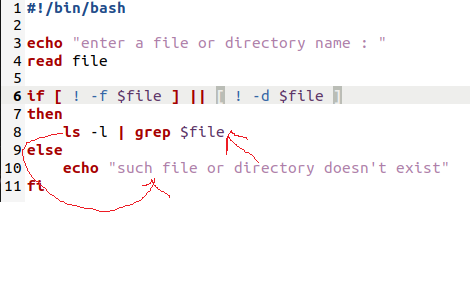 1 #!/bin/bash
2
3 echo "enter a file or directory name : "
4 read file
5
6 if [ ! -f $file ] || [ ! -d $file ]
7 then
8     ls -l | grep $file
9 else
10     echo "such file or directory doesn't exist"
11 fi